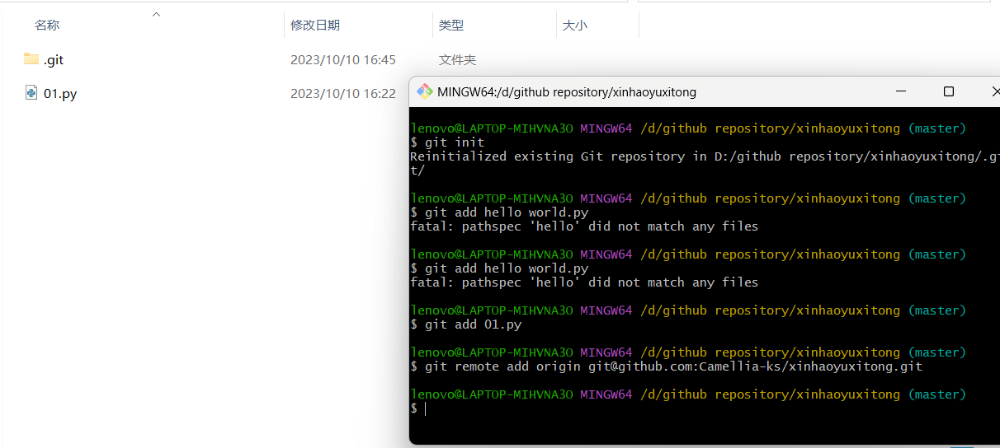 名称 修改日期 类型 大小
.git 2023/10/10 16:45 文件夹
01.py 2023/10/10 16:22
MINGW64:/d/github repository/xinhaoyuxitong
lenovo@LAPTOP-MIHVNA3O MINGW64 /d/github repository/xinhaoyuxitong (master)
$ git init
Reinitialized existing Git repository in D:/github repository/xinhaoyuxitong/.gi
t/
lenovo@LAPTOP-MIHVNA3O MINGW64 /d/github repository/xinhaoyuxitong (master)
$ git add hello world.py
fatal: pathspec 'hello' did not match any files
lenovo@LAPTOP-MIHVNA3O MINGW64 /d/github repository/xinhaoyuxitong (master)
$ git add hello world.py
fatal: pathspec 'hello' did not match any files
lenovo@LAPTOP-MIHVNA3O MINGW64 /d/github repository/xinhaoyuxitong (master)
$ git add 01.py
lenovo@LAPTOP-MIHVNA3O MINGW64 /d/github repository/xinhaoyuxitong (master)
$ git remote add origin git@github.com:Camellia-ks/xinhaoyuxitong.git
lenovo@LAPTOP-MIHVNA3O MINGW64 /d/github repository/xinhaoyuxitong (master)
$